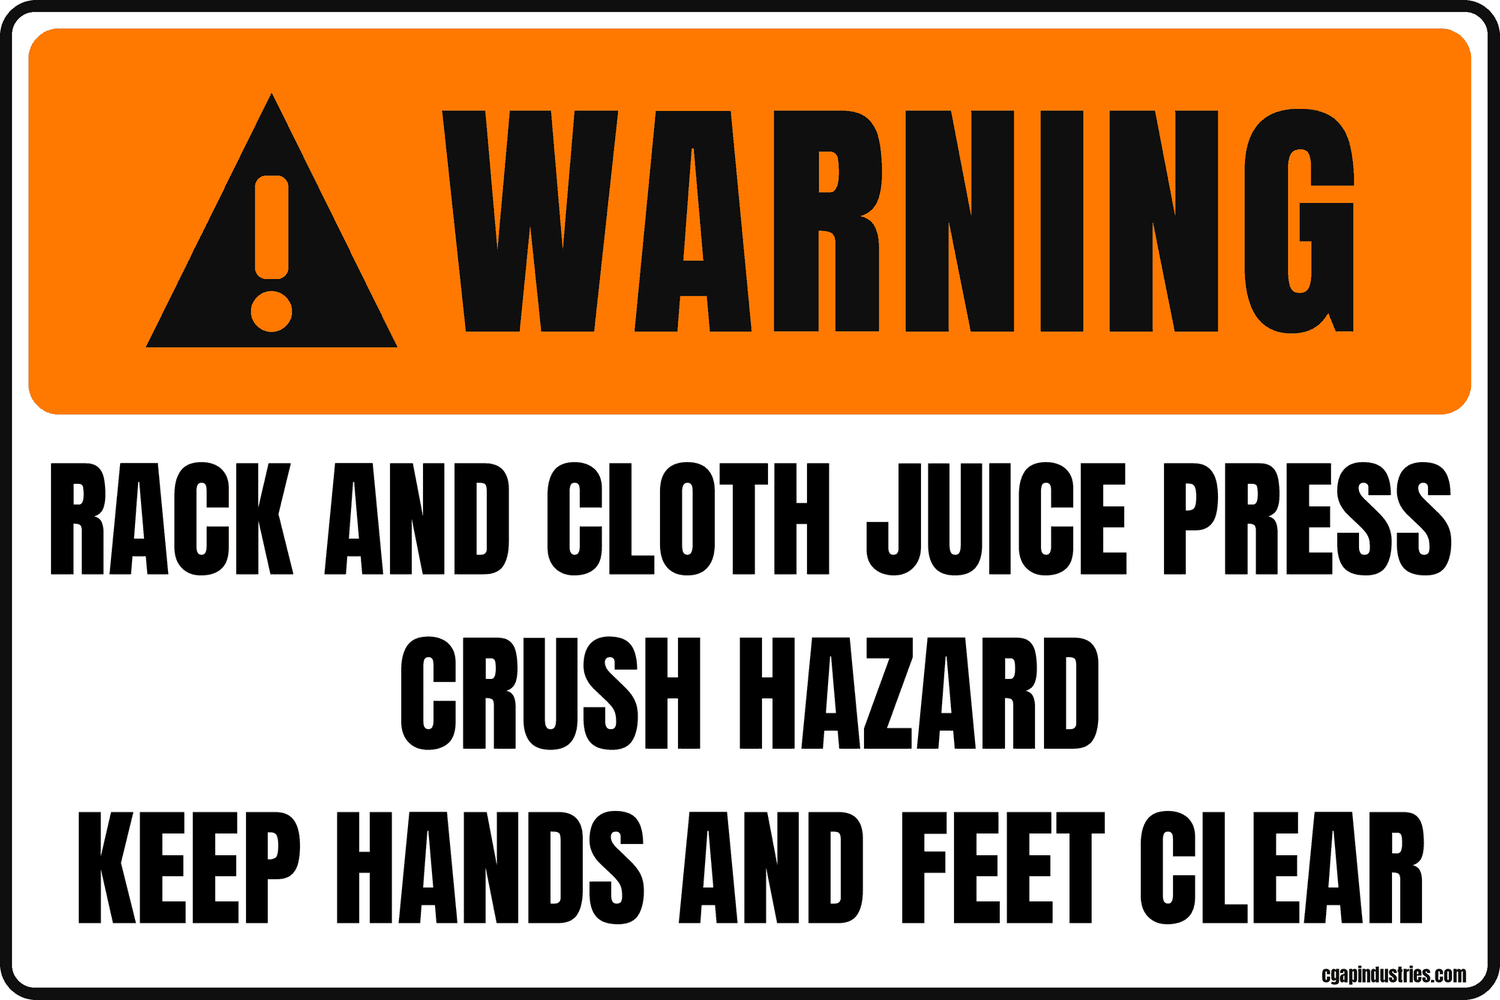 WARNING
RACK AND CLOTH JUICE PRESS
CRUSH HAZARD
KEEP HANDS AND FEET CLEAR
cgapindustries.com